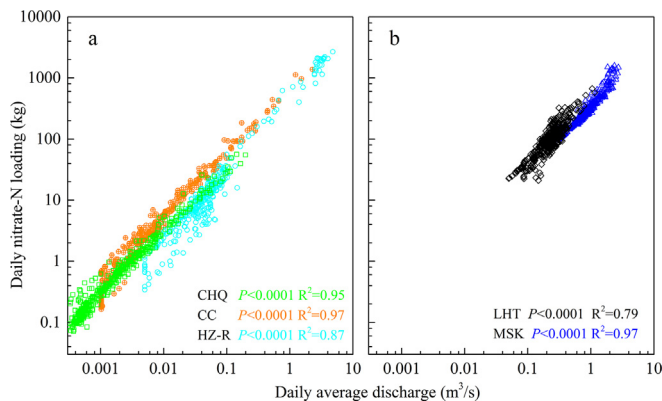 a
b
10000
1000
100
10
1
0.1
Daily nitrate-N loading (kg)
CHQ P<0.0001 R²=0.95
CC P<0.0001 R²=0.97
HZ-R P<0.0001 R²=0.87
LHT P<0.0001 R²=0.79
MSK P<0.0001 R²=0.97
0.001 0.01 0.1 1 10
0.001 0.01 0.1 1 10
Daily average discharge (m³/s)